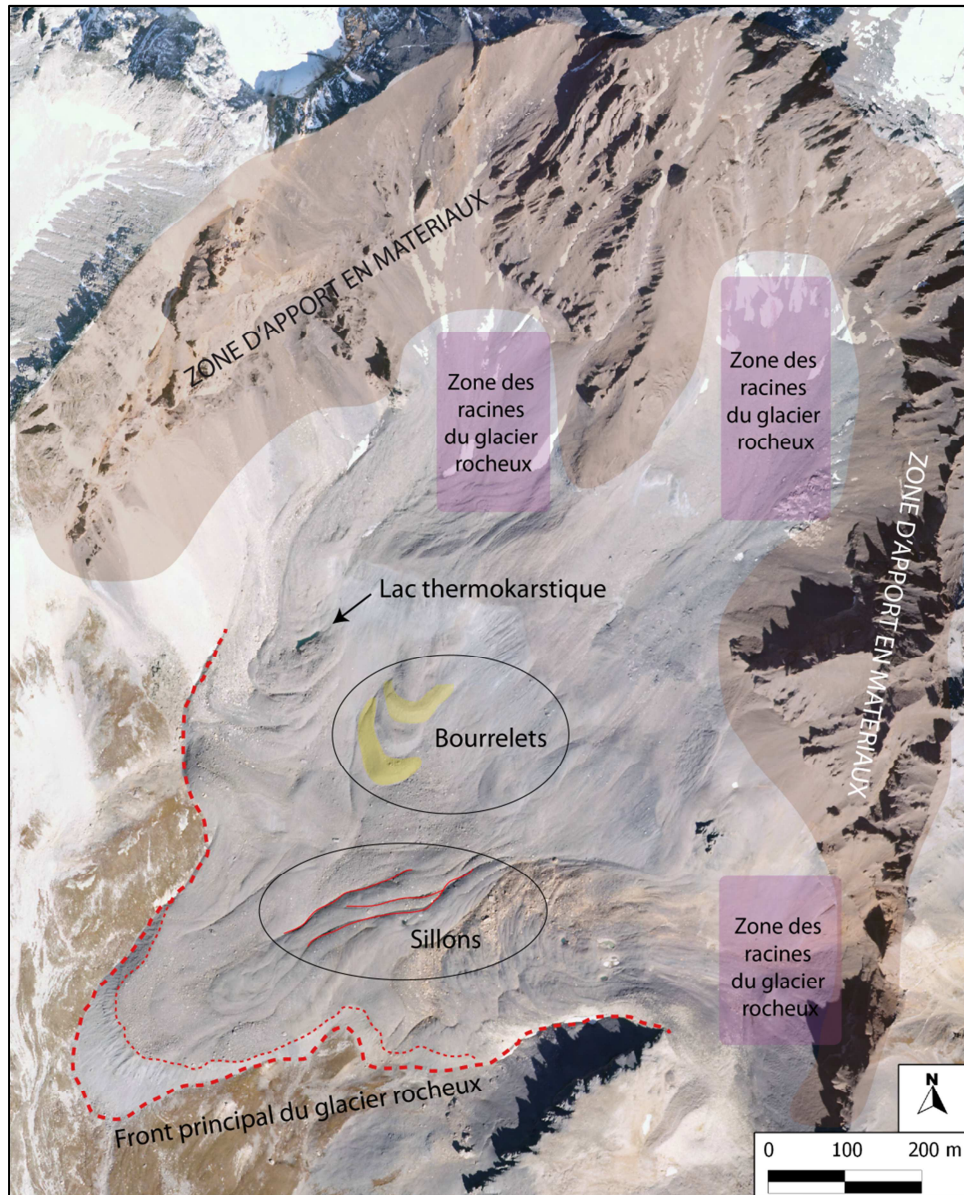 ZONE D'APPORT EN MATERIAUX
Zone des
racines
du glacier
rocheux
Zone des
racines
du glacier
rocheux
ZONE D'APPORT EN MATERIAUX
Lac thermokarstique
Bourrelets
Sillons
Zone des
racines
du glacier
rocheux
Front principal du glacier rocheux
N
0 100 200 m